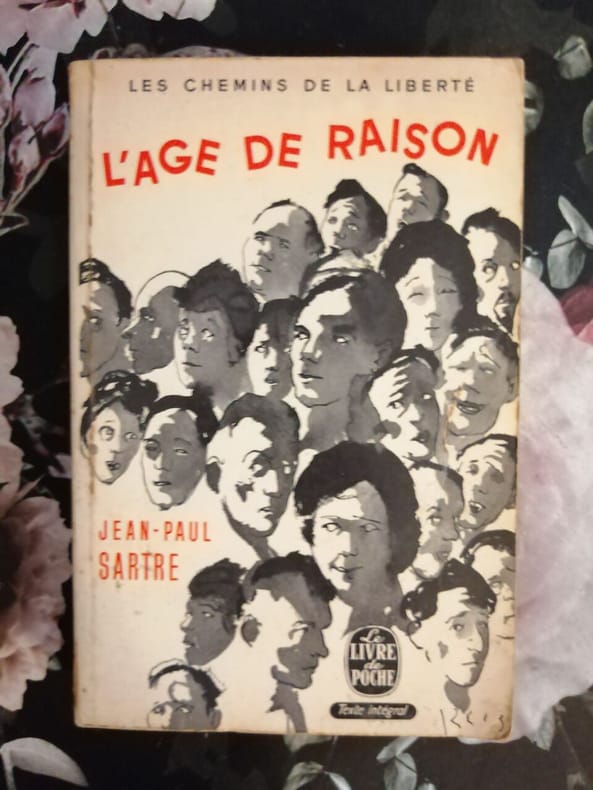 LES CHEMINS DE LA LIBERTÉ
L'AGE DE RAISON
JEAN-PAUL
SARTRE
Le
LIVRE
de
POCHE
Texte intégral